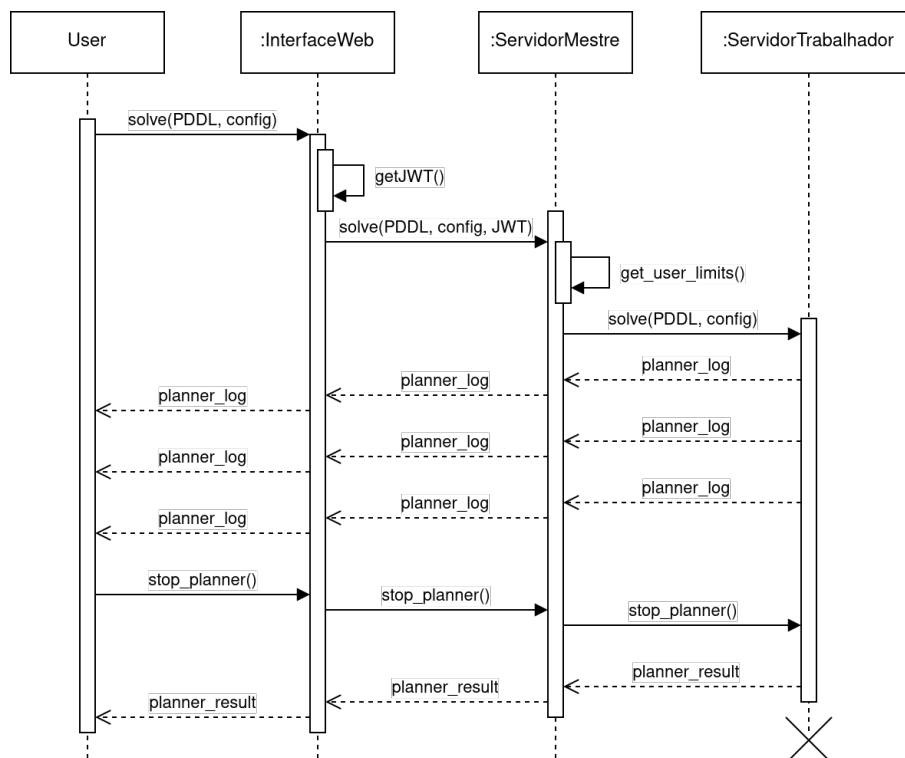 User
:InterfaceWeb
:ServidorMestre
:ServidorTrabalhador
solve(PDDL, config)
getJWT()
solve(PDDL, config, JWT)
get_user_limits()
solve(PDDL, config)
planner_log
planner_log
planner_log
planner_log
planner_log
planner_log
planner_log
planner_log
planner_log
stop_planner()
stop_planner()
stop_planner()
planner_result
planner_result
planner_result